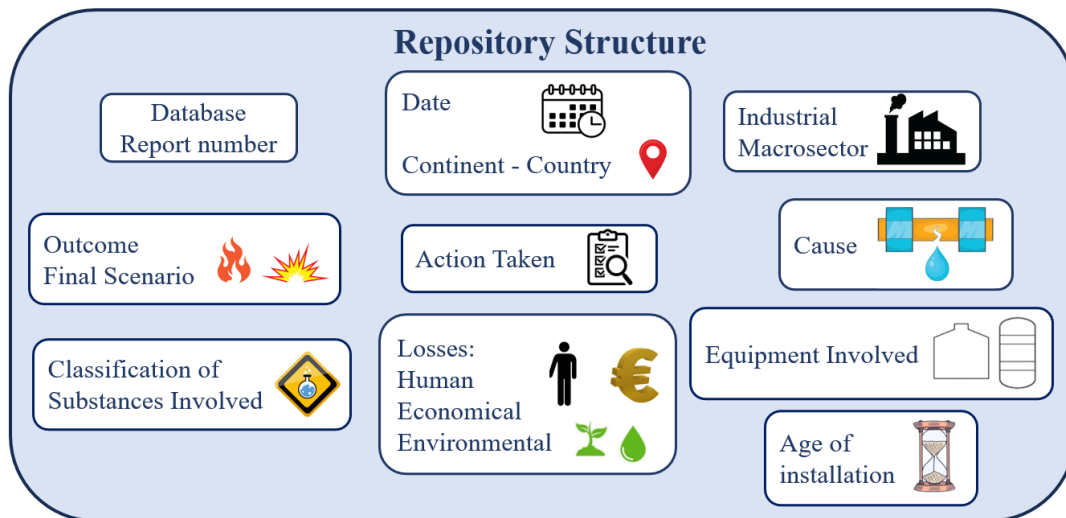 Repository Structure
Database
Report number
Date
Continent - Country
Industrial
Macrosector
Outcome
Final Scenario
Action Taken
Cause
Classification of
Substances Involved
Losses:
Human
Economical
Environmental
Equipment Involved
Age of
installation